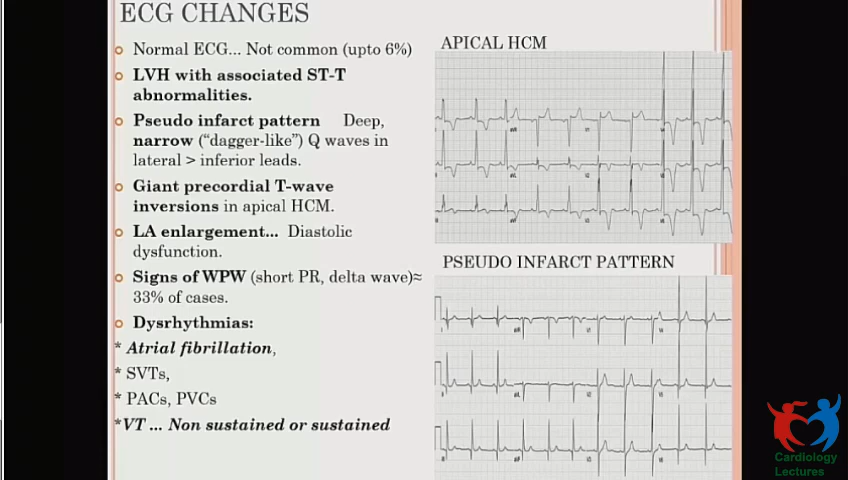 ECG CHANGES
Normal ECG... Not common (upto 6%)
LVH with associated ST-T
abnormalities.
Pseudo infarct pattern Deep,
narrow (“dagger-like”) Q waves in
lateral > inferior leads.
Giant precordial T-wave
inversions in apical HCM.
LA enlargement... Diastolic
dysfunction.
Signs of WPW (short PR, delta wave)≈
33% of cases.
Dysrhythmias:
* Atrial fibrillation,
* SVTs,
* PACs, PVCs
*VT ... Non sustained or sustained
APICAL HCM
PSEUDO INFARCT PATTERN
Cardiology
Lectures